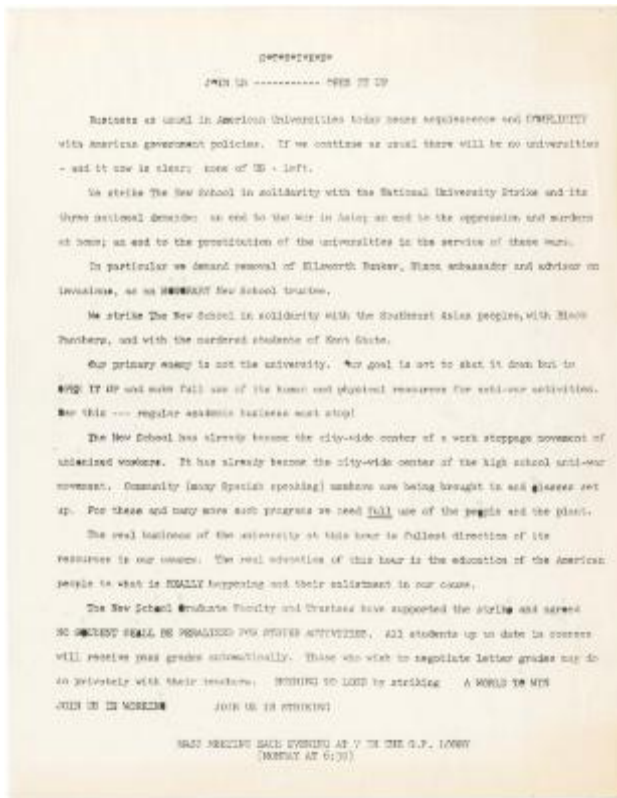 JOIN US ----------- OPEN IT UP
Business as usual in American Universities today means acquiescence and COMPLICITY
with American government policies. If we continue as usual there will be no universities
- and it now is clear; none of US - left.
We strike The New School in solidarity with the National University Strike and its
three national demands: an end to the war in Asia; an end to the oppression and murders
at home; an end to the prostitution of the universities in the service of these wars.
In particular we demand removal of Ellsworth Bunker, Nixon ambassador and advisor on
invasions, as an HONORARY New School trustee.
We strike The New School in solidarity with the Southeast Asian peoples, with Black
Panthers, and with the murdered students of Kent State.
Our primary enemy is not the university. Our goal is not to shut it down but to
OPEN IT UP and make full use of its human and physical resources for anti-war activities.
For this --- regular academic business must stop!
The New School has already become the city-wide center of a work stoppage movement of
unionized workers. It has already become the city-wide center of the high school anti-war
movement. Community (many Spanish speaking) members are being brought in and classes set
up. For these and many more such programs we need full use of the people and the plant.
The real business of the university at this hour is fullest direction of its
resources in our causes. The real education of this hour is the education of the American
people to what is REALLY happening and their enlistment in our cause.
The New School Graduate Faculty and Trustees have supported the strike and agreed
NO STUDENT SHALL BE PENALIZED FOR STRIKE ACTIVITIES. All students up to date in courses
will receive pass grades automatically. Those who wish to negotiate letter grades may do
so privately with their teachers. NOTHING TO LOSE by striking A WORLD TO WIN
JOIN US IN WORKING JOIN US IN STRIKING
MASS MEETING EACH EVENING AT 7 IN THE G.F. LOBBY
(MONDAY AT 6:30)